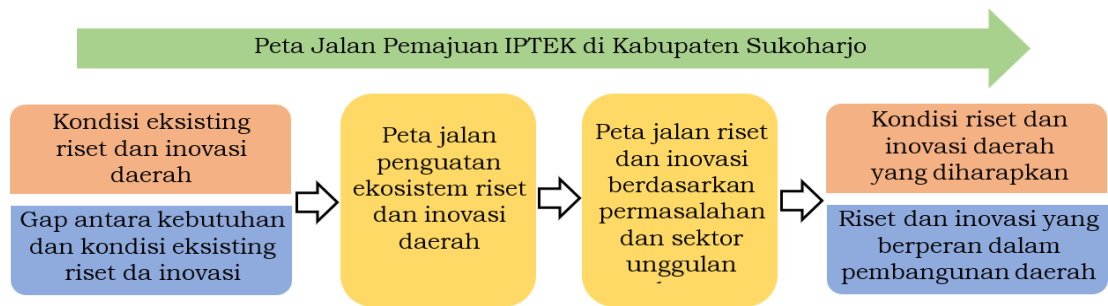 Peta Jalan Pemajuan IPTEK di Kabupaten Sukoharjo
Kondisi eksisting
riset dan inovasi
daerah
Gap antara kebutuhan
dan kondisi eksisting
riset da inovasi
Peta jalan
penguatan
ekosistem riset
dan inovasi
daerah
Peta jalan riset
dan inovasi
berdasarkan
permasalahan
dan sektor
unggulan
Kondisi riset dan
inovasi daerah
yang diharapkan
Riset dan inovasi yang
berperan dalam
pembangunan daerah